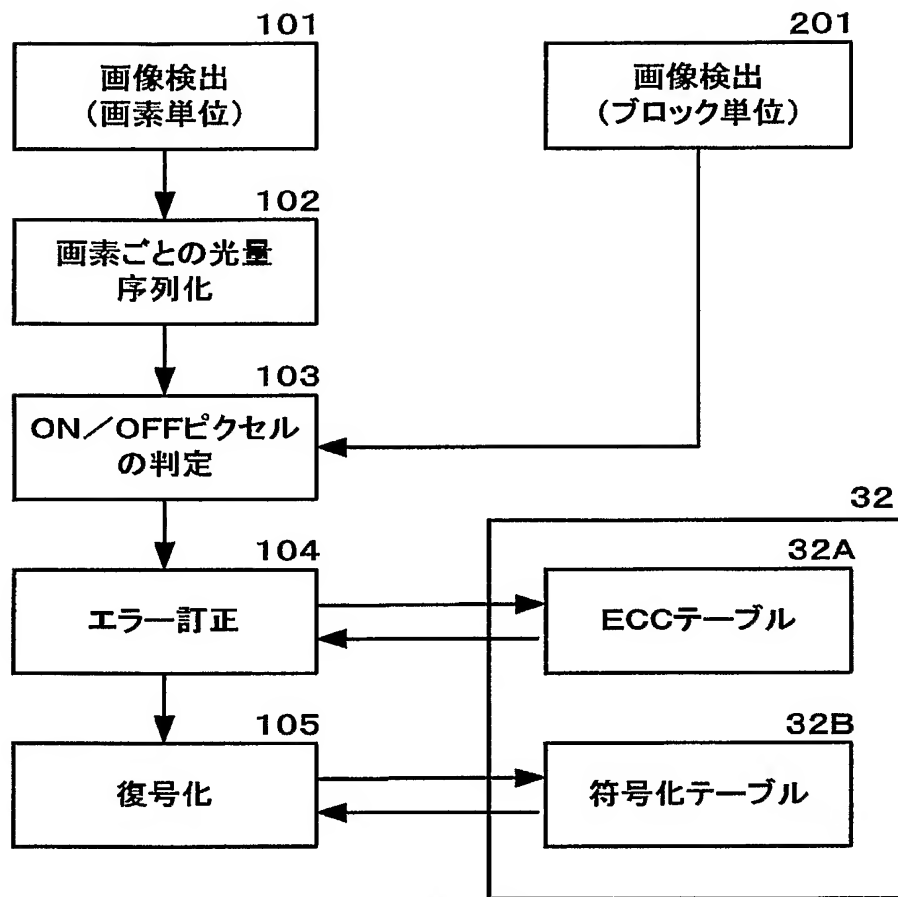 101
画像検出
（画素単位）
201
画像検出
（ブロック単位）
102
画素ごとの光量
序列化
103
ON／OFFピクセル
の判定
32
104
エラー訂正
32A
ECCテーブル
105
復号化
32B
符号化テーブル